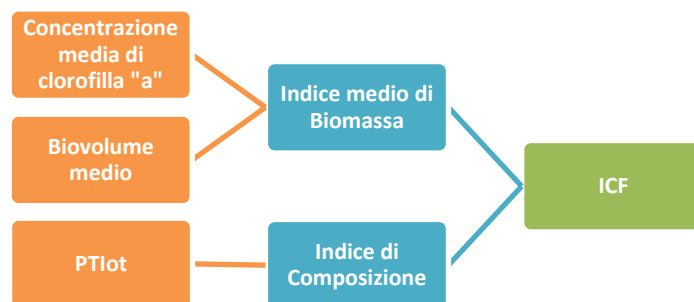 Concentrazione
media di
clorofilla "a"
Biovolume
medio
PTIot
Indice medio di
Biomassa
Indice di
Composizione
ICF